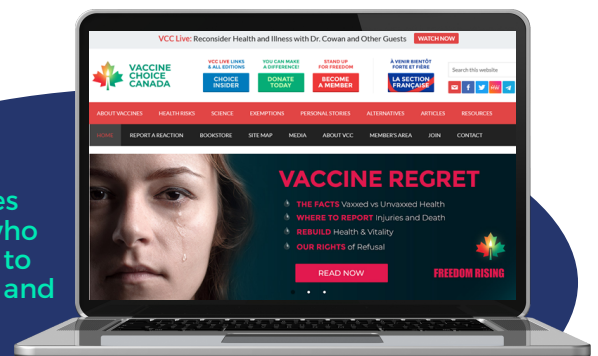 VCC Live: Reconsider Health and Illness with Dr. Cowan and Other Guests WATCH NOW
VACCINE
CHOICE
CANADA
VCC LIVE LINKS
& ALL EDITIONS
CHOICE
INSIDER
YOU CAN MAKE
A DIFFERENCE!
DONATE
TODAY
STAND UP
FOR FREEDOM
BECOME
A MEMBER
À VENIR BIENTÔT
FORTE ET FIÈRE
LA SECTION
FRANÇAISE
Search this website
ABOUT VACCINES HEALTH RISKS SCIENCE EXEMPTIONS PERSONAL STORIES ALTERNATIVES ARTICLES RESOURCES
HOME REPORT A REACTION BOOKSTORE SITE MAP MEDIA ABOUT VCC MEMBER'S AREA JOIN CONTACT
VACCINE REGRET
THE FACTS Vaxxed vs Unvaxxed Health
WHERE TO REPORT Injuries and Death
REBUILD Health & Vitality
OUR RIGHTS of Refusal
READ NOW
FREEDOM RISING
to
and